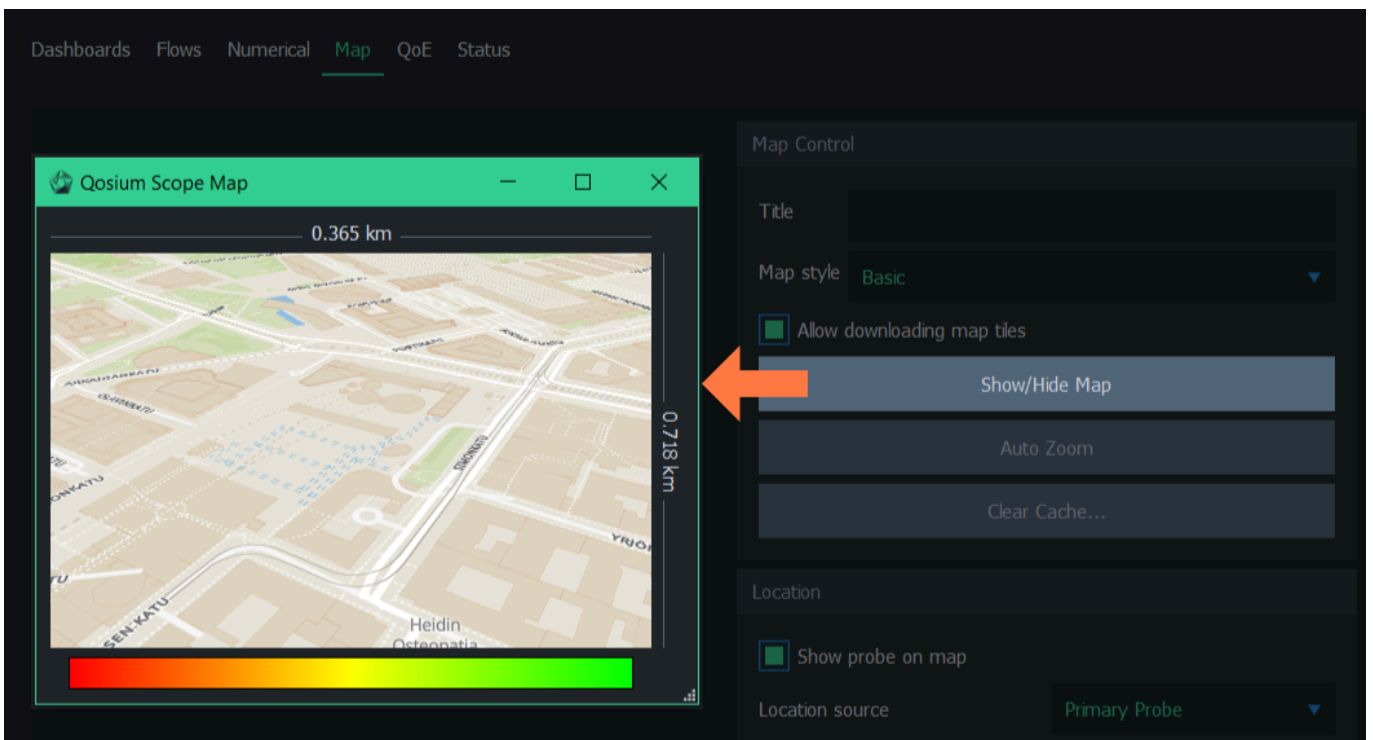 Dashboards Flows Numerical Map QoE Status
Qosium Scope Map
0.365 km
0.718 km
SIMONKATU
YRJÖ
Heidin
Osteopatia
Map Control
Title
Map style Basic
Allow downloading map tiles
Show/Hide Map
Auto Zoom
Clear Cache...
Location
Show probe on map
Location source Primary Probe